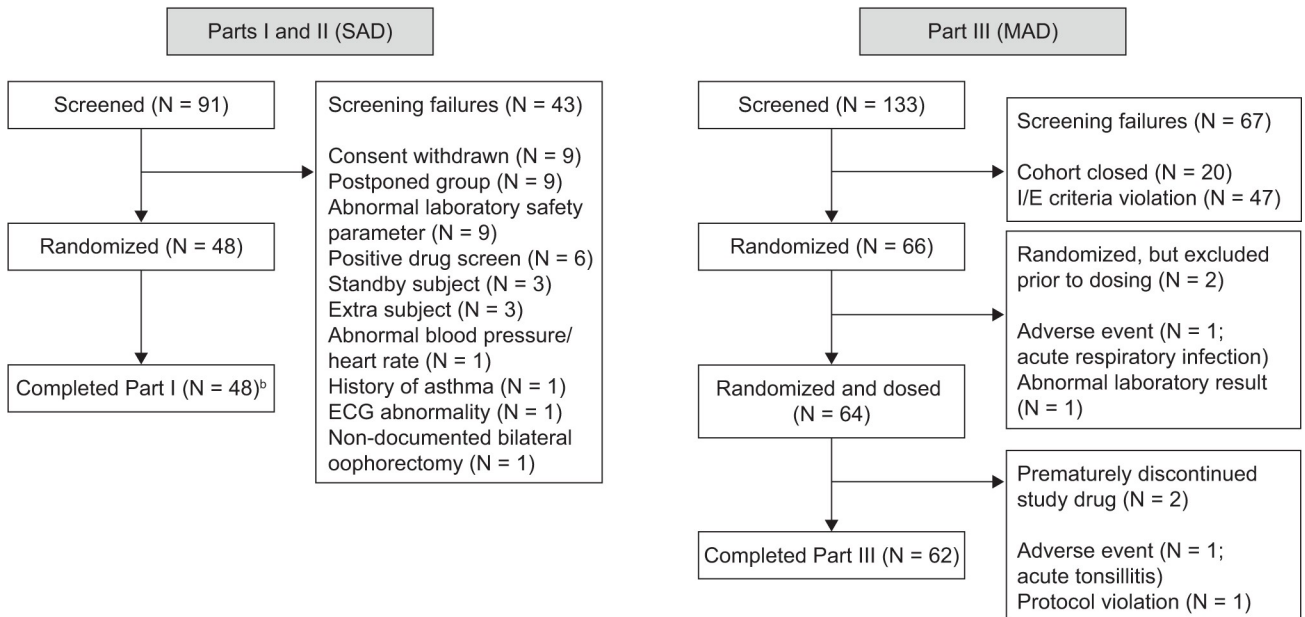 Parts I and II (SAD)
Screened (N = 91)
Screening failures (N = 43)
Consent withdrawn (N = 9)
Postponed group (N = 9)
Abnormal laboratory safety
parameter (N = 9)
Positive drug screen (N = 6)
Standby subject (N = 3)
Extra subject (N = 3)
Abnormal blood pressure/
heart rate (N = 1)
History of asthma (N = 1)
ECG abnormality (N = 1)
Non-documented bilateral
oophorectomy (N = 1)
Randomized (N = 48)
Completed Part I (N = 48)b
Part III (MAD)
Screened (N = 133)
Screening failures (N = 67)
Cohort closed (N = 20)
I/E criteria violation (N = 47)
Randomized (N = 66)
Randomized, but excluded
prior to dosing (N = 2)
Adverse event (N = 1;
acute respiratory infection)
Abnormal laboratory result
(N = 1)
Randomized and dosed
(N = 64)
Prematurely discontinued
study drug (N = 2)
Adverse event (N = 1;
acute tonsillitis)
Protocol violation (N = 1)
Completed Part III (N = 62)